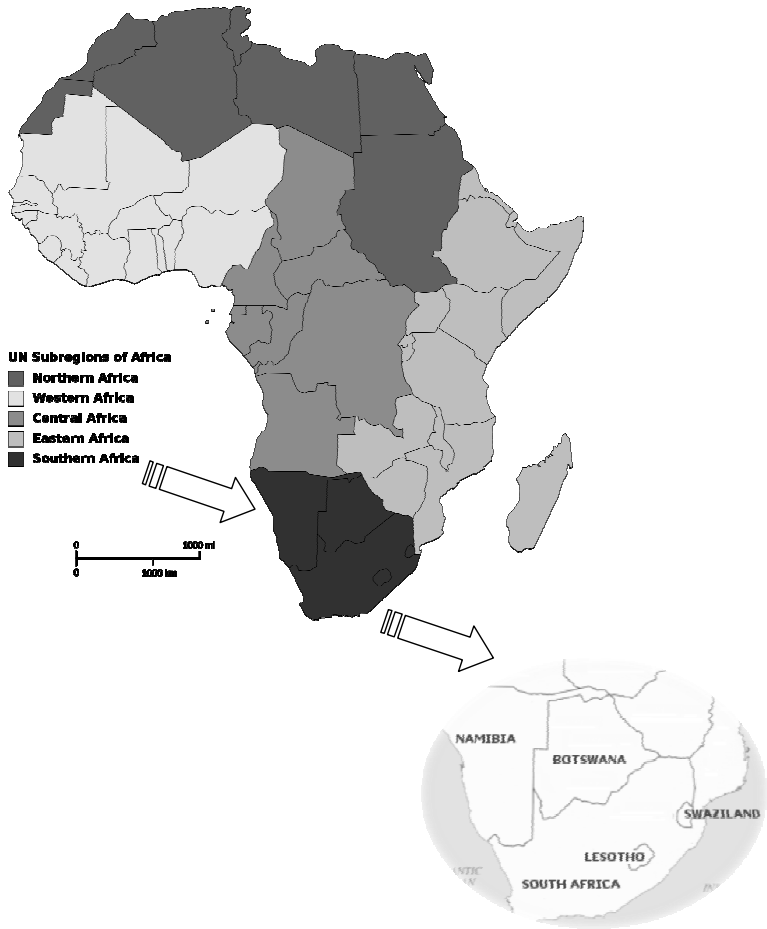 UN Subregions of Africa
Northern Africa
Western Africa
Central Africa
Eastern Africa
Southern Africa
0 1000 mi
0 1000 km
NAMIBIA
BOTSWANA
SWAZILAND
LESOTHO
SOUTH AFRICA